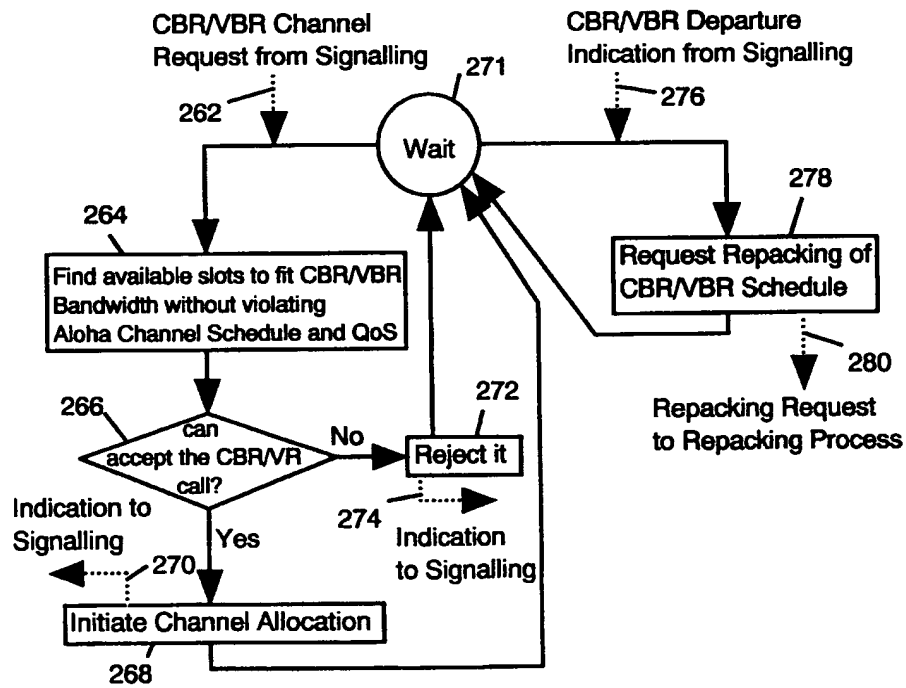 CBR/VBR Channel
Request from Signalling
262
271
Wait
CBR/VBR Departure
Indication from Signalling
276
264
Find available slots to fit CBR/VBR
Bandwidth without violating
Aloha Channel Schedule and QoS
278
Request Repacking of
CBR/VBR Schedule
280
Repacking Request
to Repacking Process
266
can
accept the CBR/VR
call?
No
272
Reject it
274
Indication
to Signalling
Yes
Indication to
Signalling
270
Initiate Channel Allocation
268